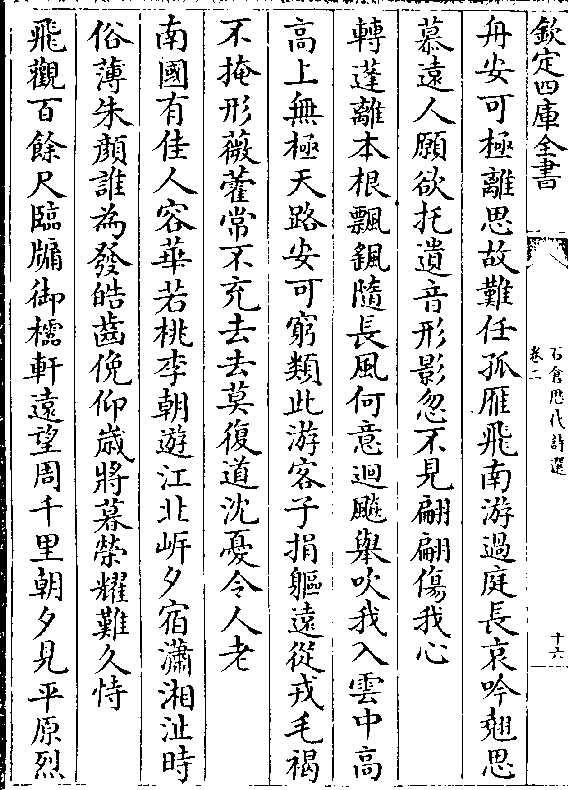 欽定四庫全書
石倉歴代詩選
卷二
十六
舟安可極離思故難任孤雁飛南游過庭長哀吟翹思
慕遠人願欲托遺音形影忽不見翩翩傷我心
轉蓬離本根飄颻隨長風何意迴飈舉吹我入雲中高
高上無極天路安可窮類此游客子捐軀遠從戎毛褐
不掩形薇藿常不充去去莫復道沈憂令人老
南國有佳人容華若桃李朝遊江北岍夕宿瀟湘沚時
俗薄朱顔誰為發皓齒俛仰歳將暮榮耀難久恃
飛觀百餘尺臨牖御櫺軒遠望周千里朝夕見平原烈